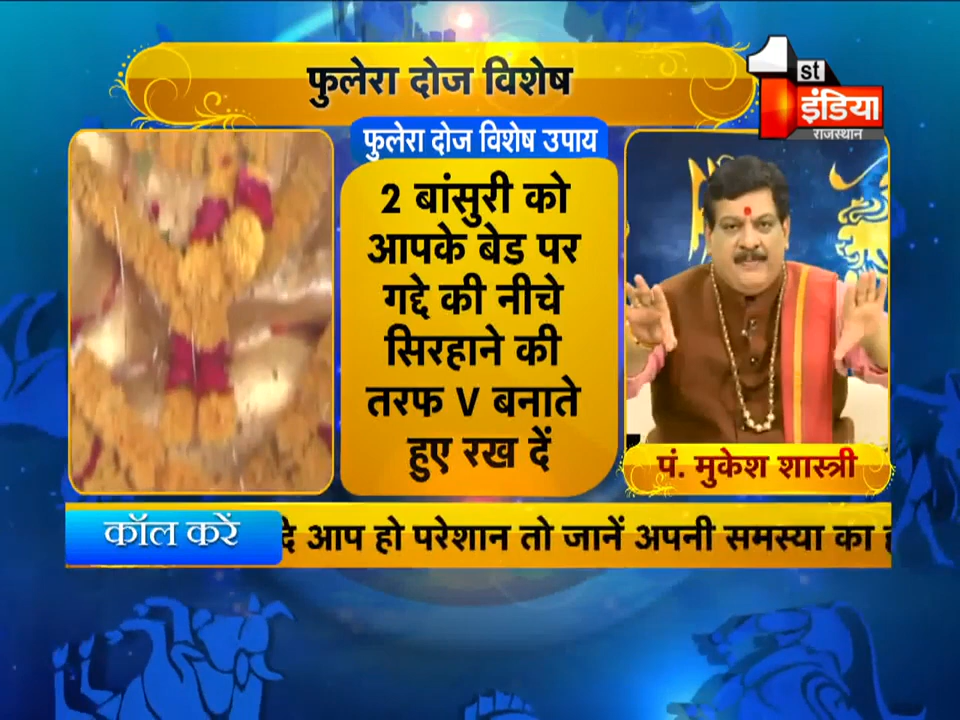 फुलेरा दोज विशेष
1st
इंडिया
राजस्थान
फुलेरा दोज विशेष उपाय
2 बांसुरी को
आपके बेड पर
गद्दे की नीचे
सिरहाने की
तरफ V बनाते
हुए रख दें
पं. मुकेश शास्त्री
कॉल करें
आप हो परेशान तो जानें अपनी समस्या का